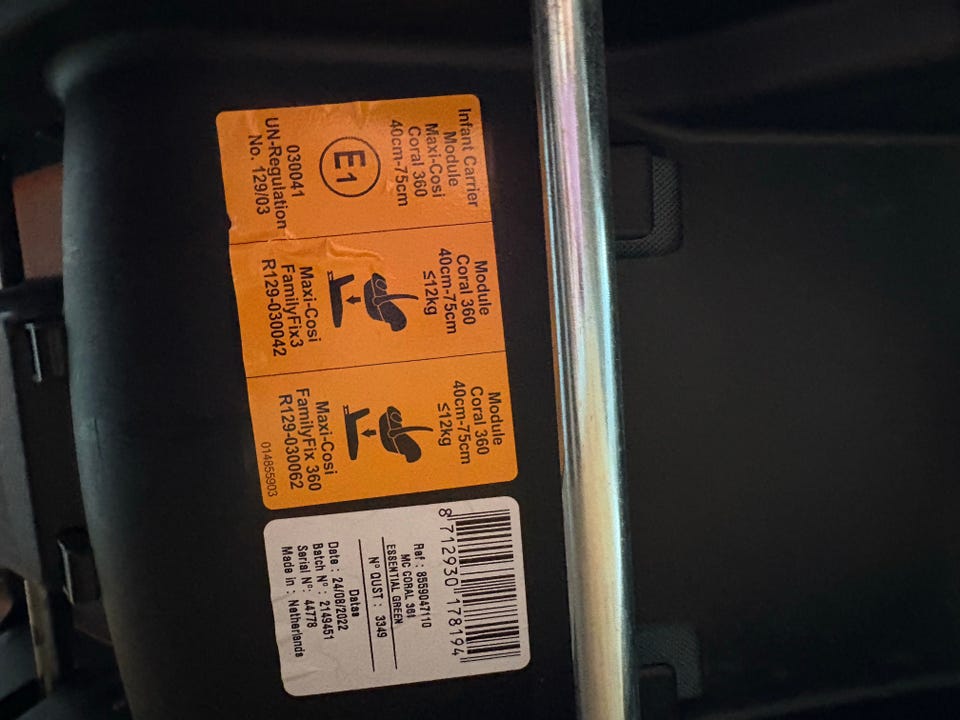 Infant Carrier
Module
Maxi-Cosi
Coral 360
40cm-75cm
E1
030041
UN-Regulation
No. 129/03
Module
Coral 360
40cm-75cm
≤12kg
Maxi-Cosi
FamilyFix3
R129-030042
Module
Coral 360
40cm-75cm
≤12kg
Maxi-Cosi
FamilyFix 360
R129-030062
014855903
8 712930 178194
Ref : 8559047110
MC CORAL 360
ESSENTIAL GREEN
N° OUST : 3349
Datas
Date : 24/08/2022
Batch N° : 2149451
Serial N° : 44778
Made in : Netherlands